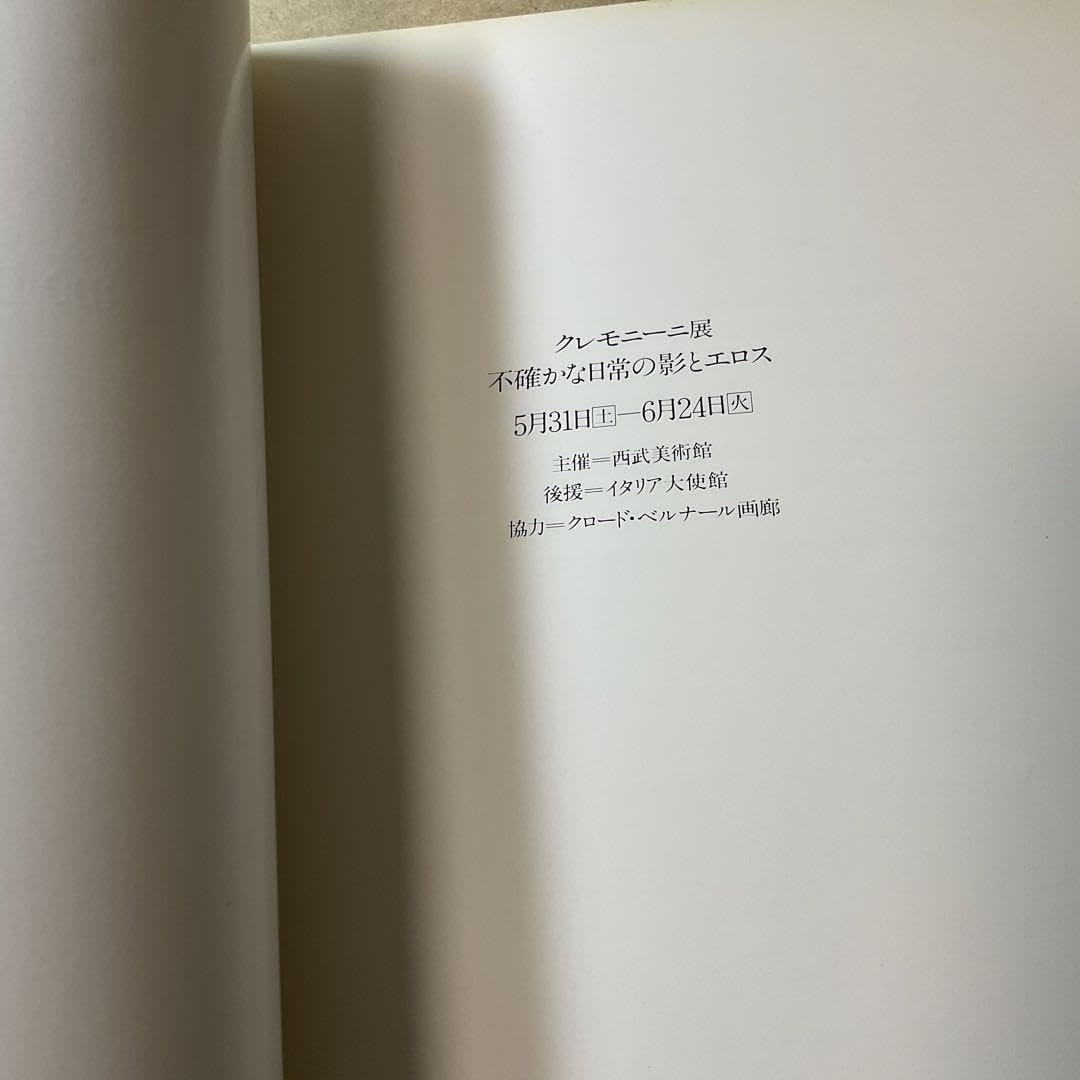 クレモニーニ展
不確かな日常の影とエロス
5月31日土—6月24日火
主催=西武美術館
後援=イタリア大使館
協力=クロード・ベルナール画廊